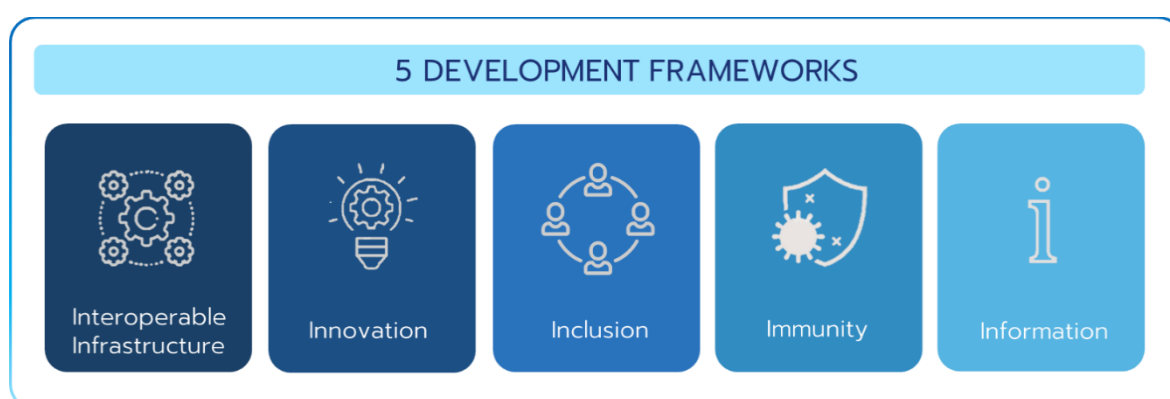 5 DEVELOPMENT FRAMEWORKS
Interoperable
Infrastructure
Innovation
Inclusion
Immunity
Information